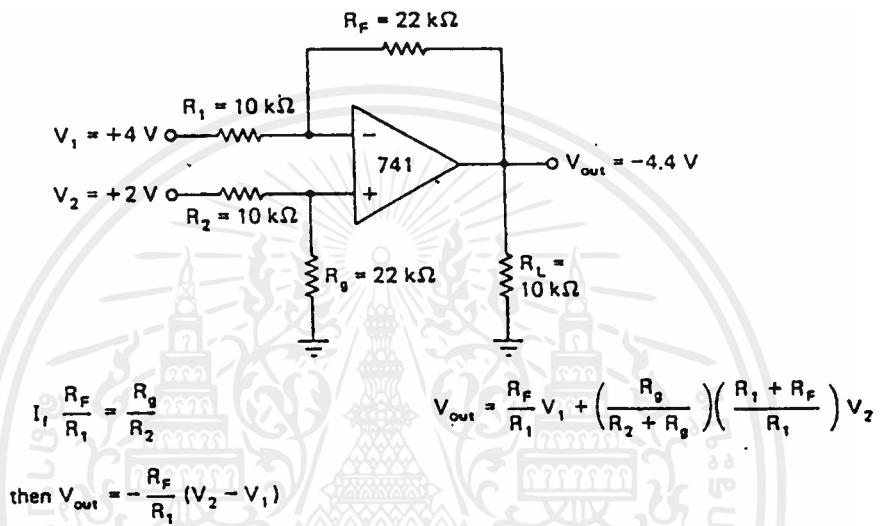 R_F = 22 kΩ
R_1 = 10 kΩ
V_1 = +4 V
741
V_out = −4.4 V
V_2 = +2 V
R_2 = 10 kΩ
R_g = 22 kΩ
R_L =
10 kΩ
I_f R_F/R_1 = R_g/R_2
V_out = R_F/R_1 V_1 + (R_g/(R_2 + R_g))((R_1 + R_F)/R_1) V_2
then V_out = −R_F/R_1 (V_2 − V_1)